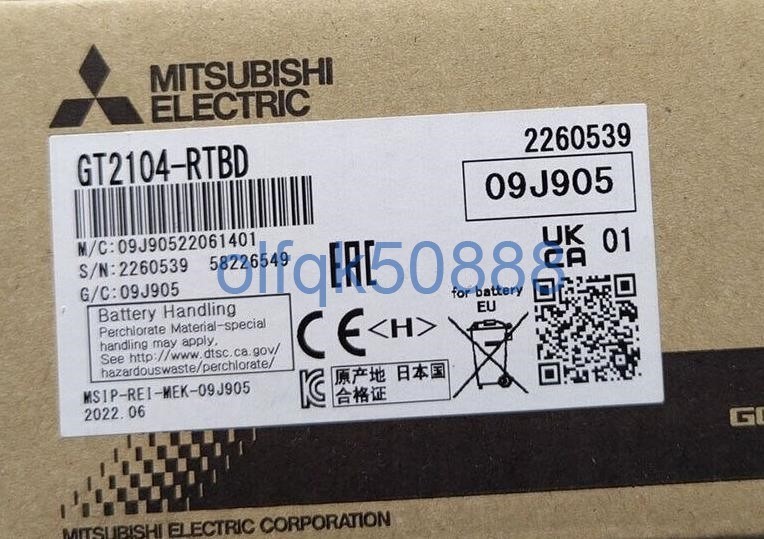 MITSUBISHI
ELECTRIC
GT2104-RTBD
2260539
09J905
M/C:09J90522061401
S/N:2260539 58226549
G/C:09J905
EAC
UK
CA
01
olfqk50888
Battery Handling
Perchlorate Material-special
handling may apply.
See http://www.dtsc.ca.gov/
hazardouswaste/perchlorate/
CE <H>
for battery
EU
原产地 日本国
合格证
MSIP-REI-MEK-09J905
2022.06
MITSUBISHI ELECTRIC CORPORATION